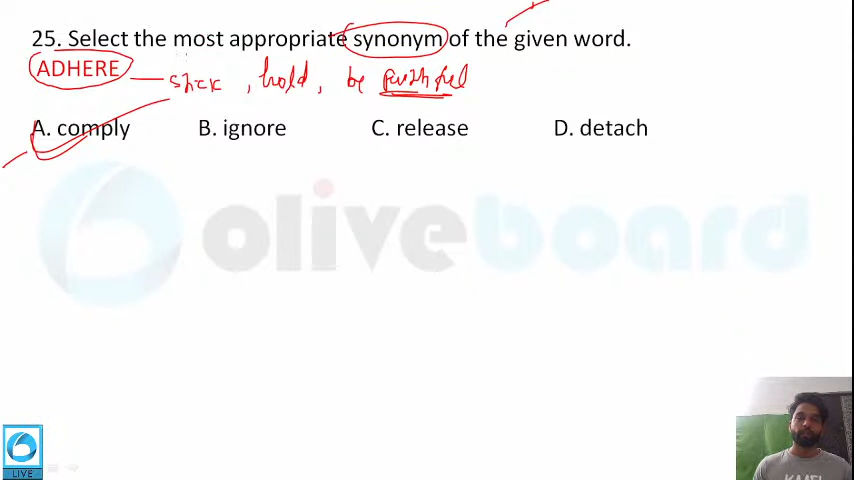 25. Select the most appropriate synonym of the given word.
ADHERE stick , hold , be faithful
A. comply B. ignore C. release D. detach
oliveboard
LIVE